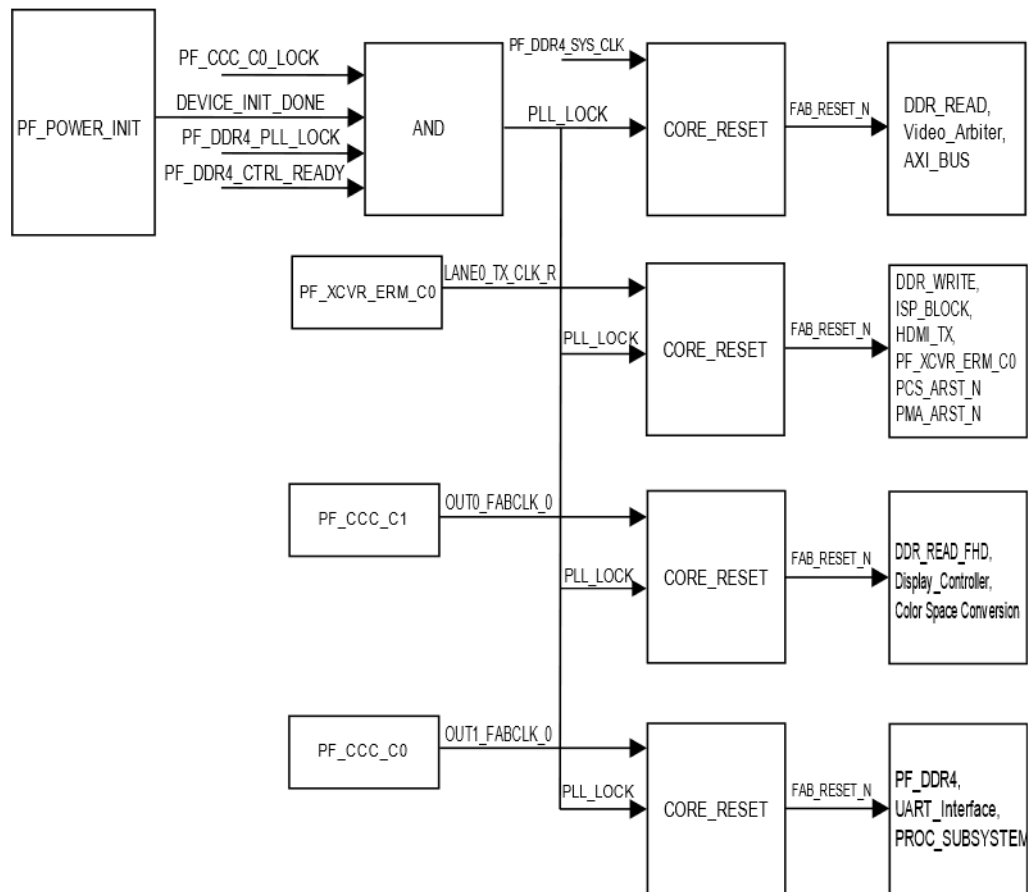 PF_POWER_INIT
PF_CCC_C0_LOCK
DEVICE_INIT_DONE
PF_DDR4_PLL_LOCK
PF_DDR4_CTRL_READY
AND
PF_DDR4_SYS_CLK
PLL_LOCK
CORE_RESET
FAB_RESET_N
DDR_READ,
Video_Arbiter,
AXI_BUS
PF_XCVR_ERM_C0
LANE0_TX_CLK_R
PLL_LOCK
CORE_RESET
FAB_RESET_N
DDR_WRITE,
ISP_BLOCK,
HDMI_TX,
PF_XCVR_ERM_C0
PCS_ARST_N
PMA_ARST_N
PF_CCC_C1
OUT0_FABCLK_0
PLL_LOCK
CORE_RESET
FAB_RESET_N
DDR_READ_FHD,
Display_Controller,
Color Space Conversion
PF_CCC_C0
OUT1_FABCLK_0
PLL_LOCK
CORE_RESET
FAB_RESET_N
PF_DDR4,
UART_Interface,
PROC_SUBSYSTEM